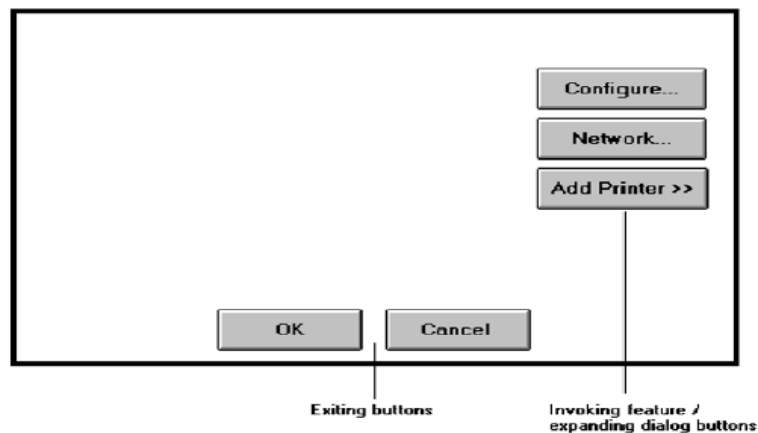 Configure...
Network...
Add Printer >>
OK
Cancel
Exiting buttons
Invoking feature /
expanding dialog buttons